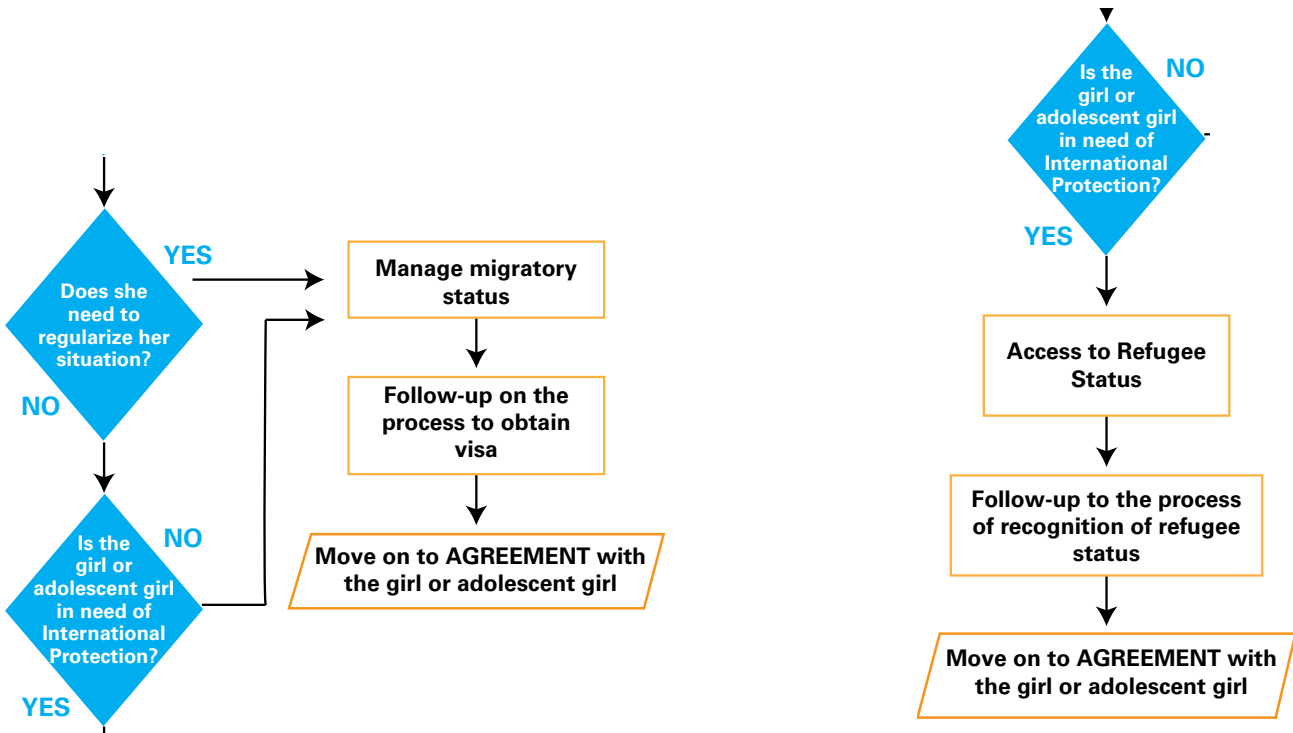 YES
Does she
need to
regularize her
situation?
NO
Manage migratory
status
Follow-up on the
process to obtain
visa
Move on to AGREEMENT with
the girl or adolescent girl
Is the
girl or
adolescent girl
in need of
International
Protection?
NO
YES
Is the
girl or
adolescent girl
in need of
International
Protection?
NO
YES
Access to Refugee
Status
Follow-up to the process
of recognition of refugee
status
Move on to AGREEMENT with
the girl or adolescent girl